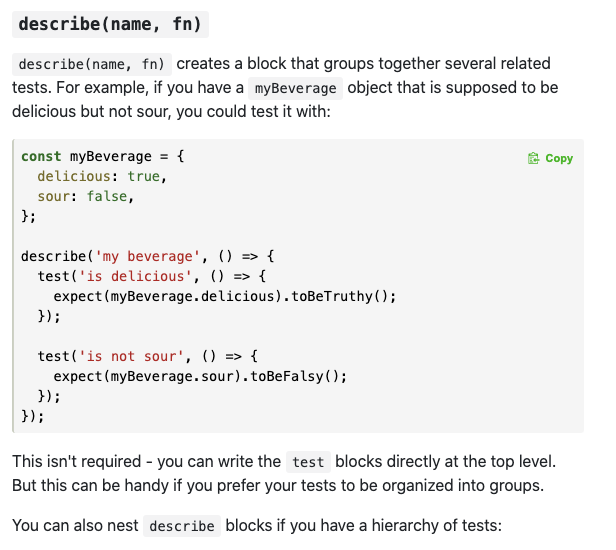 describe(name, fn)
describe(name, fn) creates a block that groups together several related
tests. For example, if you have a myBeverage object that is supposed to be
delicious but not sour, you could test it with:
const myBeverage = {
Copy
  delicious: true,
  sour: false,
};
describe('my beverage', () => {
  test('is delicious', () => {
    expect(myBeverage.delicious).toBeTruthy();
  });
  test('is not sour', () => {
    expect(myBeverage.sour).toBeFalsy();
  });
});
This isn't required - you can write the test blocks directly at the top level.
But this can be handy if you prefer your tests to be organized into groups.
You can also nest describe blocks if you have a hierarchy of tests: